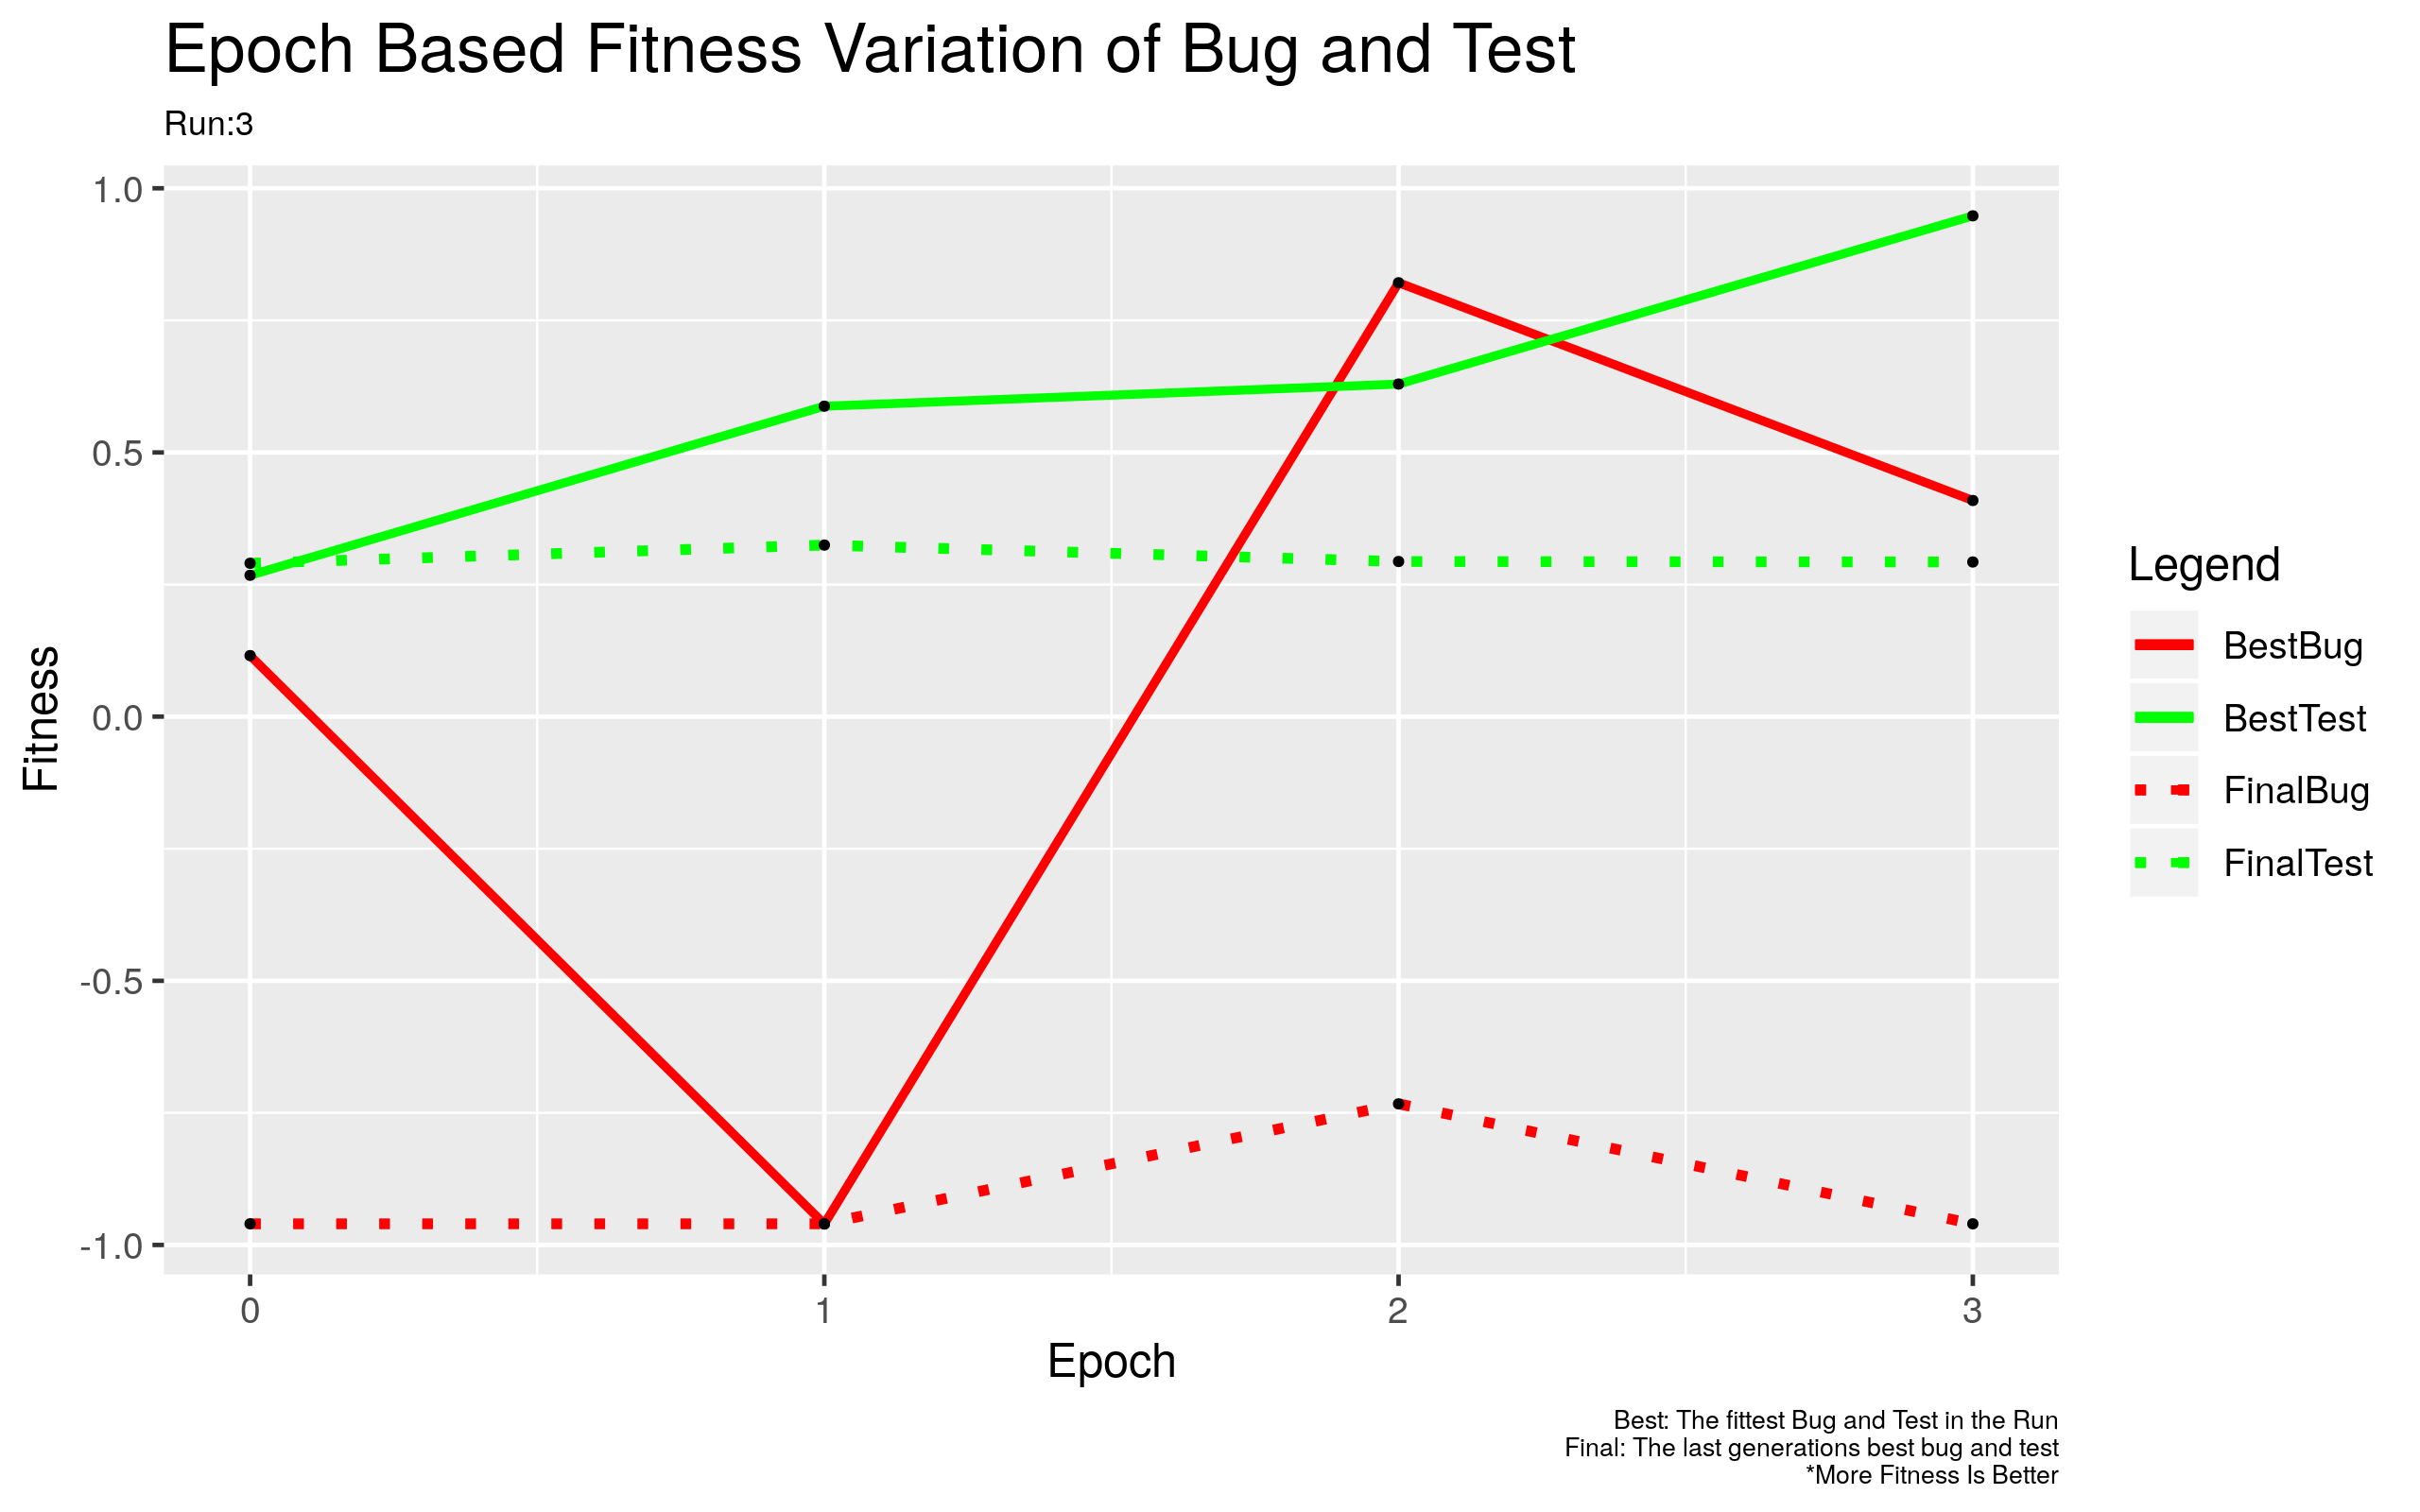 Epoch Based Fitness Variation of Bug and Test
Run:3
1.0
0.5
0.0
-0.5
-1.0
Fitness
0
1
2
3
Epoch
Legend
BestBug
BestTest
FinalBug
FinalTest
Best: The fittest Bug and Test in the Run
Final: The last generations best bug and test
*More Fitness Is Better